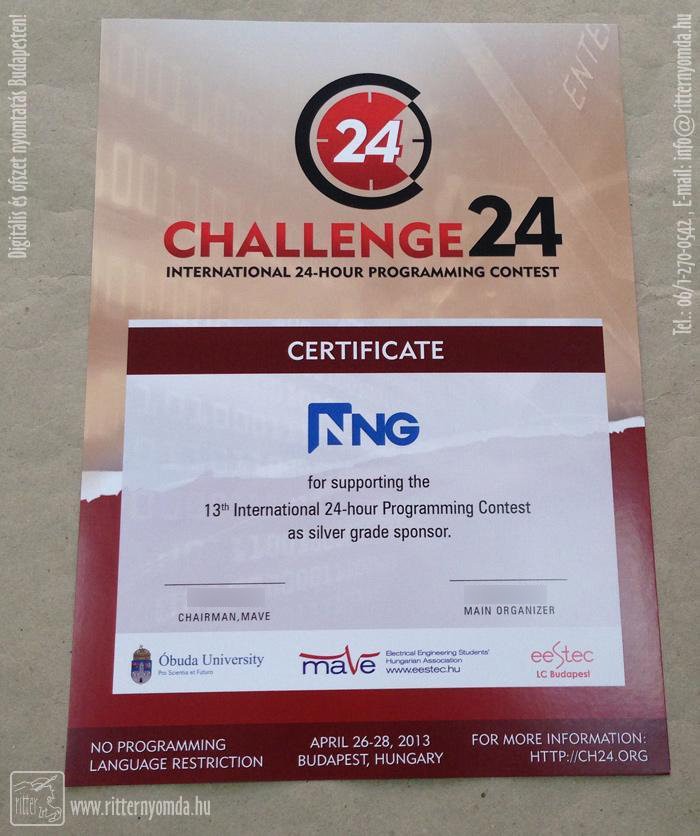 Digitális és ofszet nyomtatás Budapesten!
Tel.: 06/1-270-0542 E-mail: info@ritternyomda.hu
ENTE
24
CHALLENGE 24
INTERNATIONAL 24-HOUR PROGRAMMING CONTEST
CERTIFICATE
NNG
for supporting the
13th International 24-hour Programming Contest
as silver grade sponsor.
CHAIRMAN, MAVE
MAIN ORGANIZER
Óbuda University
Pro Scientia et Futuro
mave
Electrical Engineering Students'
Hungarian Association
www.eestec.hu
eeStec
LC Budapest
NO PROGRAMMING
LANGUAGE RESTRICTION
APRIL 26-28, 2013
BUDAPEST, HUNGARY
FOR MORE INFORMATION:
HTTP://CH24.ORG
ritter
www.ritternyomda.hu